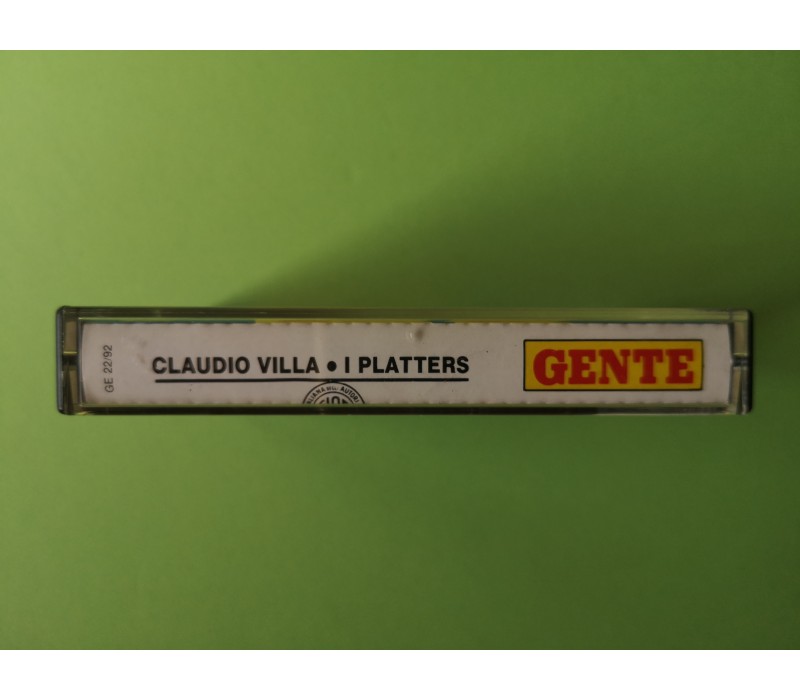 GE 22/92
CLAUDIO VILLA • I PLATTERS
GENTE